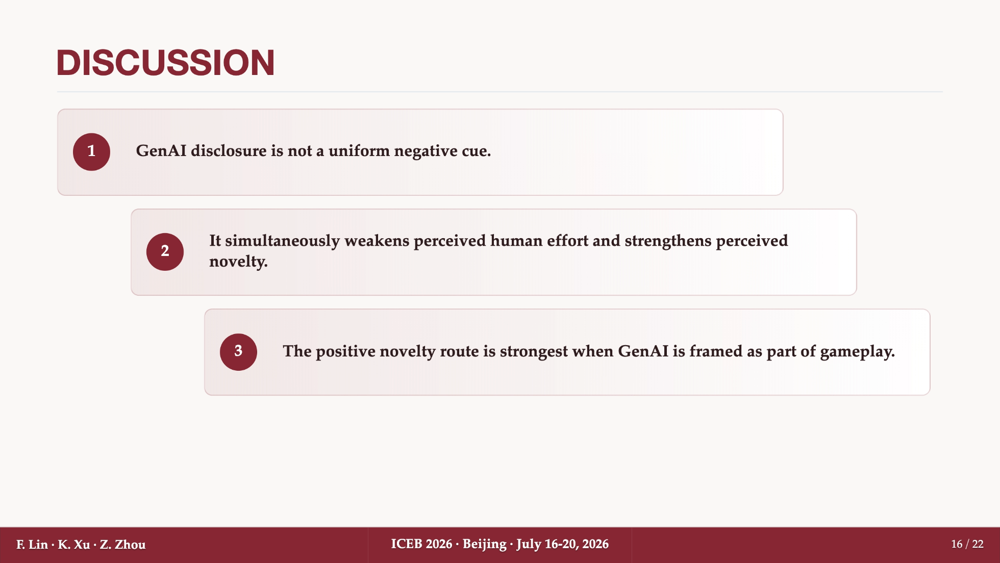 DISCUSSION
1
GenAI disclosure is not a uniform negative cue.
2
It simultaneously weakens perceived human effort and strengthens perceived
novelty.
3
The positive novelty route is strongest when GenAI is framed as part of gameplay.
F. Lin · K. Xu · Z. Zhou
ICEB 2026 · Beijing · July 16-20, 2026
16 / 22